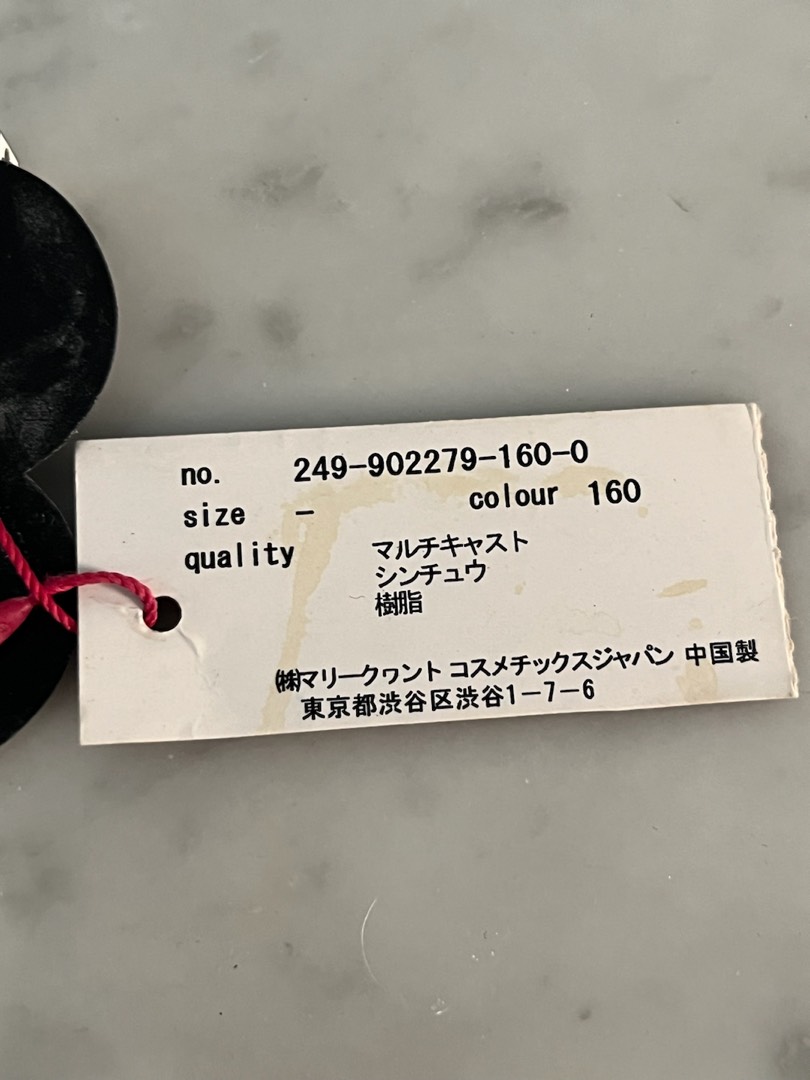 no. 249-902279-160-0
size - colour 160
quality マルチキャスト
シンチュウ
樹脂
㈱マリークヮント コスメチックスジャパン 中国製
東京都渋谷区渋谷1-7-6